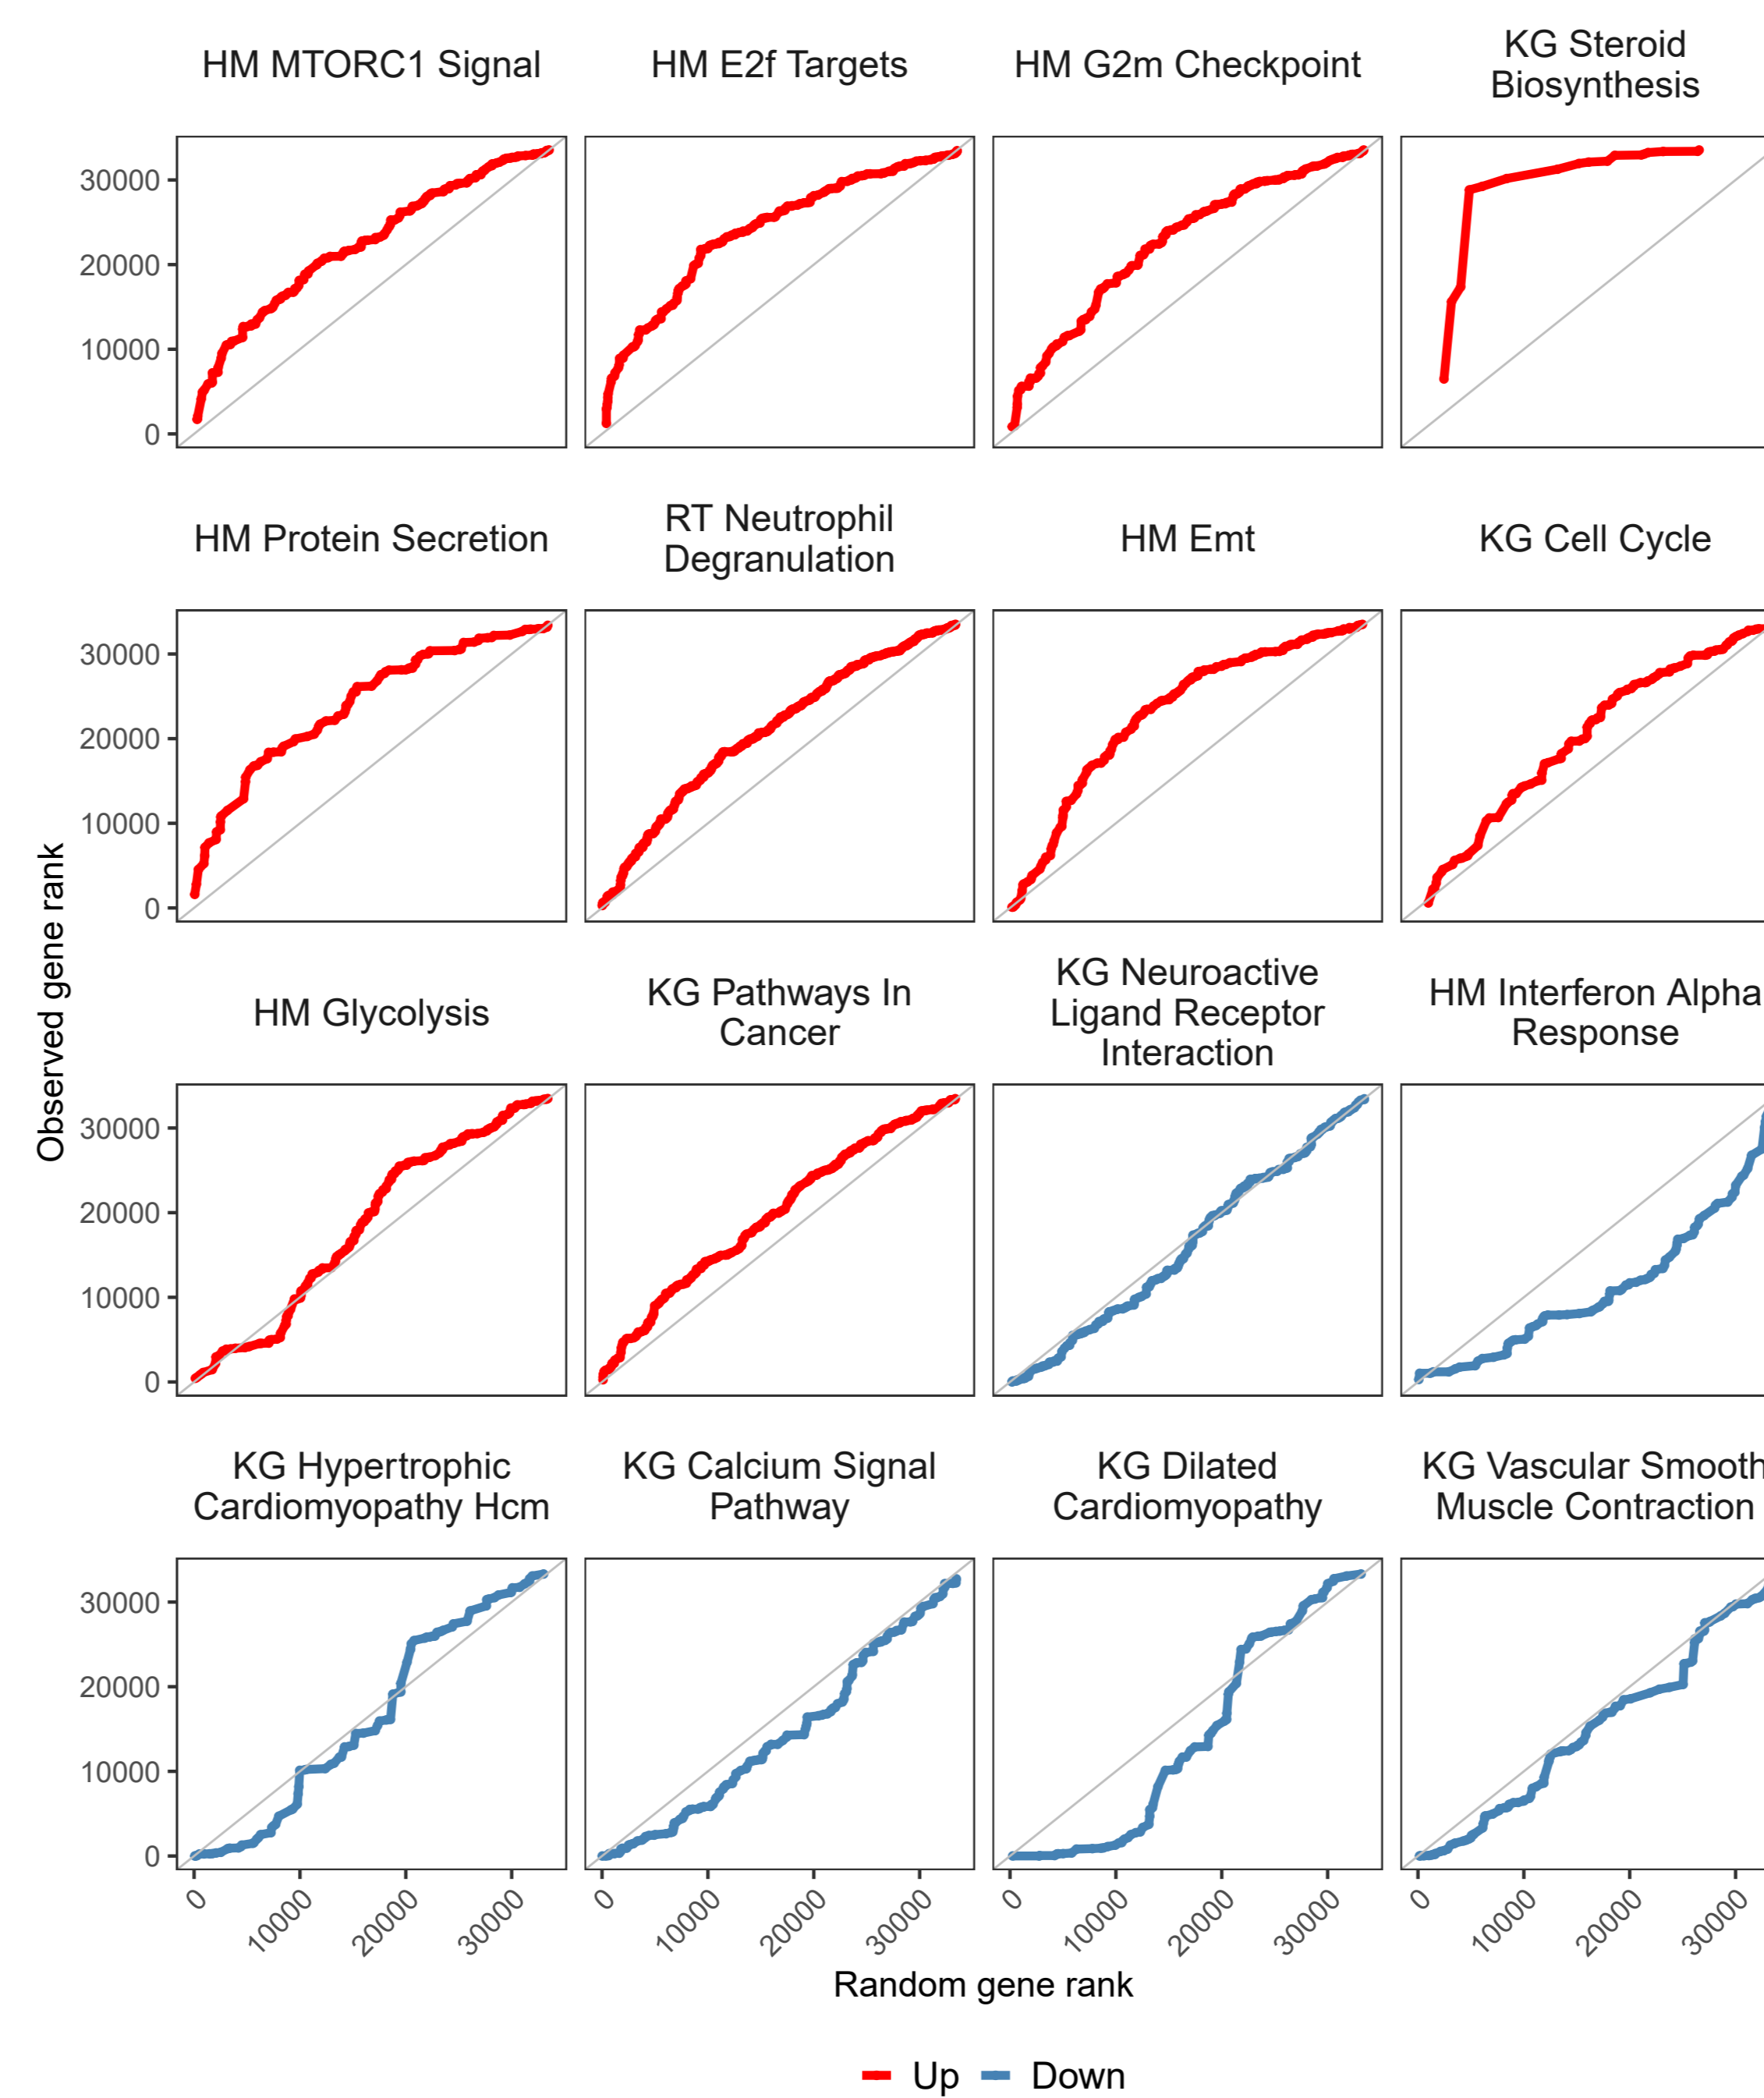 HM MTORC1 Signal
HM E2f Targets
HM G2m Checkpoint
KG Steroid
Biosynthesis
30000
20000
10000
0
HM Protein Secretion
RT Neutrophil
Degranulation
HM Emt
KG Cell Cycle
30000
20000
10000
0
Observed gene rank
HM Glycolysis
KG Pathways In
Cancer
KG Neuroactive
Ligand Receptor
Interaction
HM Interferon Alpha
Response
30000
20000
10000
0
KG Hypertrophic
Cardiomyopathy Hcm
KG Calcium Signal
Pathway
KG Dilated
Cardiomyopathy
KG Vascular Smooth
Muscle Contraction
30000
20000
10000
0
0 10000 20000 30000
0 10000 20000 30000
0 10000 20000 30000
0 10000 20000 30000
Random gene rank
Up Down